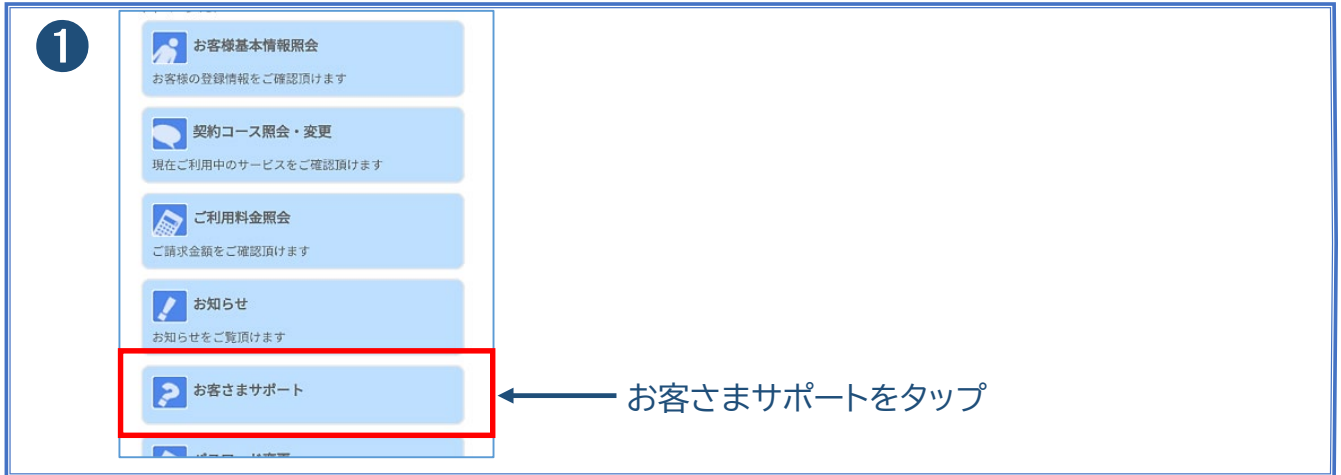 ❶
お客様基本情報照会
お客様の登録情報をご確認頂けます
契約コース照会・変更
現在ご利用中のサービスをご確認頂けます
ご利用料金照会
ご請求金額をご確認頂けます
お知らせ
お知らせをご覧頂けます
お客さまサポート
お客さまサポートをタップ